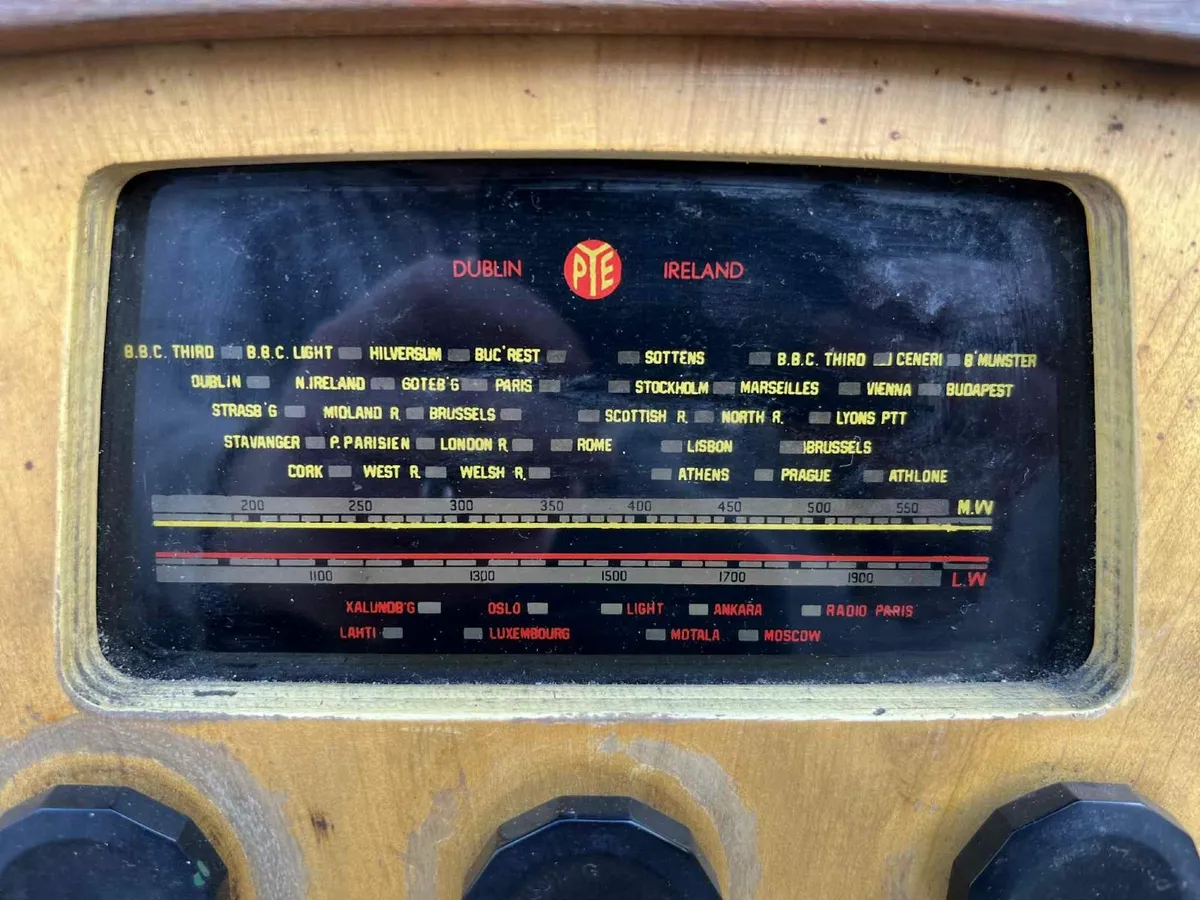 DUBLIN PYE IRELAND
B.B.C. THIRD B.B.C. LIGHT HILVERSUM BUC'REST SOTTENS B.B.C. THIRD CENERI B'MUNSTER
DUBLIN N.IRELAND GOTEB'G PARIS STOCKHOLM MARSEILLES VIENNA BUDAPEST
STRASB'G MIDLAND R. BRUSSELS SCOTTISH R. NORTH R. LYONS PTT
STAVANGER P.PARISIEN LONDON R. ROME LISBON BRUSSELS
CORK WEST R. WELSH R. ATHENS PRAGUE ATHLONE
200 250 300 350 400 450 500 550 M.W
1100 1300 1500 1700 1900 L.W
KALUNDB'G OSLO LIGHT ANKARA RADIO PARIS
LAHTI LUXEMBOURG MOTALA MOSCOW